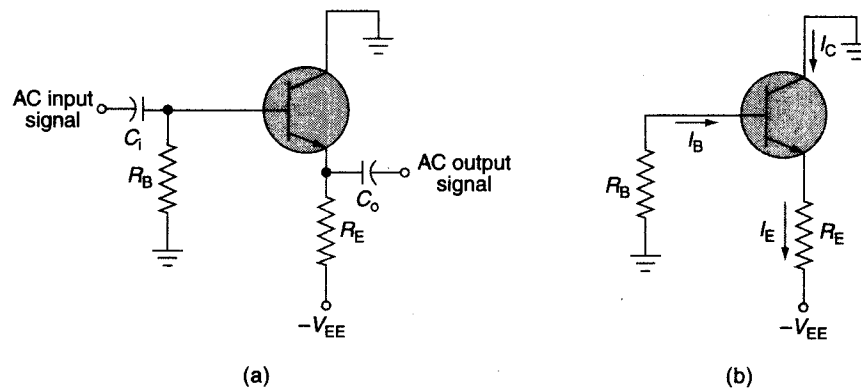 AC input
signal
C_i
R_B
AC output
signal
C_o
R_E
−V_EE
(a)
I_C
I_B
R_B
I_E
R_E
−V_EE
(b)